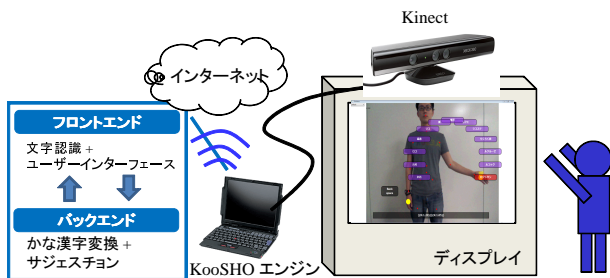 Kinect
インターネット
フロントエンド
文字認識 +
ユーザーインターフェース
バックエンド
かな漢字変換 +
サジェスチョン
KooSHO エンジン
ディスプレイ